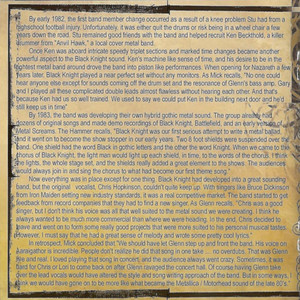 By early 1982, the first band member change occurred as a result of a knee problem Stu had from a
highschool football injury. Unfortunately, it was either quit the drums or risk being in a wheel chair a few
years down the road. Stu remained good friends with the band and helped recruit Ken Beckhold, a killer
drummer from "Anvil Hawk," a local cover metal band.
Once Ken was aboard intricate speedy triplet sections and marked time changes became another
powerful aspect to the Black Knight sound. Ken's machine like sense of time, and his desire to be in the
tightest metal band around drove the band into piston like performances. When opening for Nazareth a few
years later, Black Knight played a near perfect set without any monitors. As Mick recalls, "No one could
hear anyone else except for sounds coming off the drum set and the resonance of Glenn's bass amp. Gary
and I played all these complicated double leads almost flawless without hearing each other. And that's
because Ken had us so well trained. We used to say we could put Ken in the building next door and he'd
still keep us in time"
By 1983, the band was developing their own hybrid gothic metal sound. The group already had
dozens of original songs and made demo recordings of Black Knight, Battlefield, and an early version of
Metal Screams. The Hammer recalls, "Black Knight was our first serious attempt to write a metal ballad
and it went on to become the show stopper in our early years. Two 6 foot shields were suspended over the
band. One shield had the word Black in gothic letters and the other the word Knight. When we came to the
chorus of Black Knight, the light man would light up each shield, in time, to the words of the chorus. I think
with the whole stage set, and the shields really added a great element to the shows. The audiences
would always join in and sing the chorus to what had become our first theme song."
Now everything was in place except for one thing. Black Knight had developed into a great sounding
band, but the original vocalist, Chris Hopkinson, couldn't quite keep up. With singers like Bruce Dickinson
from Iron Maiden setting new industry standards, it was a real competitive market. The band started to get
feedback from record companies that they had to find a new singer. As Glenn recalls; "Chris was a good
singer, but I don't think his voice was all that well suited to the metal sound we were creating. I think he
always wanted to be much more commercial than where we were heading. In the end, Chris decided to
leave and went on to form some really good projects that were more suited to his personal musical tastes.
However, I must say that he had a great sense of melody and wrote some pretty cool lyrics."
In retrospect, Mick concluded that "We should have let Glenn step up and front the band. His voice on
is incredible. People don't realize he did that song in one take ... no overdubs. That was Glenn
live and real. I loved playing that song in concert and the audiences always went crazy. Sometimes, it was
hard for Chris or Lori to come back on after Glenn ravaged the concert hall. Of course having Glenn take
over the lead vocals would have altered the style and song writing approach of the band. But in some ways, I
we would have gone on to be more like what became the Metallica / Motorhead sound of the late 80's."